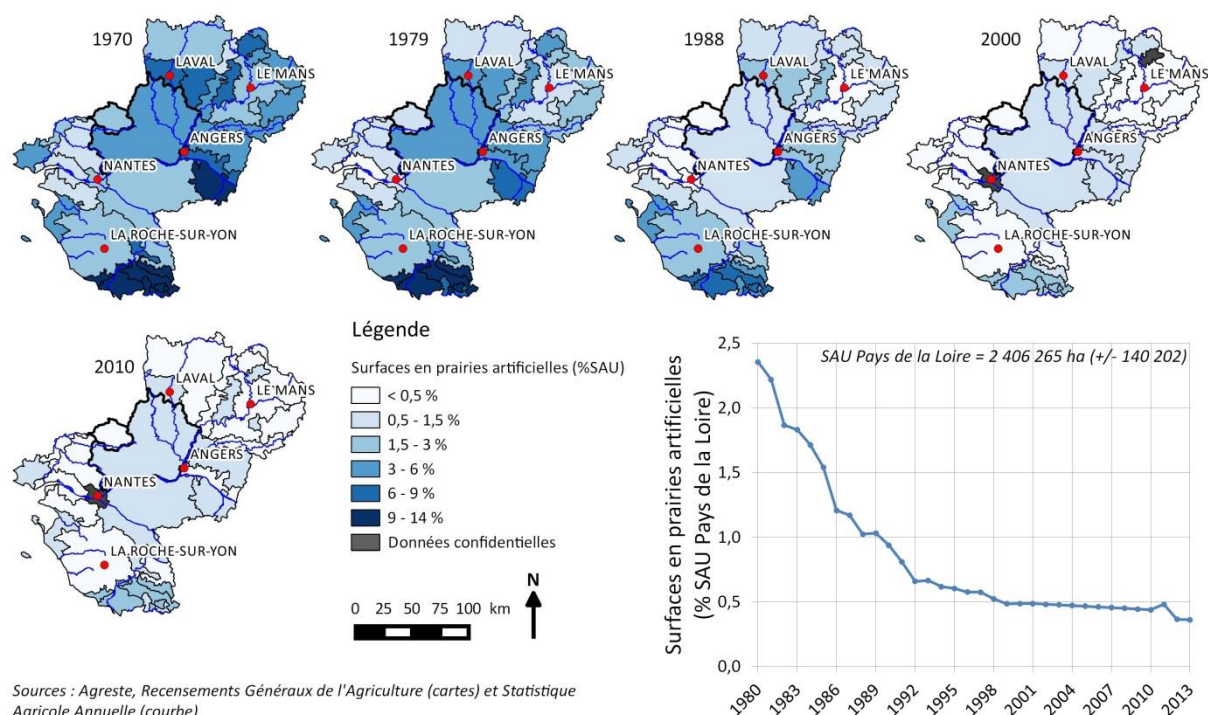 1970
LAVAL
LE MANS
ANGERS
NANTES
LA ROCHE-SUR-YON
1979
LAVAL
LE MANS
ANGERS
NANTES
LA ROCHE-SUR-YON
1988
LAVAL
LE MANS
ANGERS
NANTES
LA ROCHE-SUR-YON
2000
LAVAL
LE MANS
ANGERS
NANTES
LA ROCHE-SUR-YON
2010
LAVAL
LE MANS
ANGERS
NANTES
LA ROCHE-SUR-YON
Légende
Surfaces en prairies artificielles (%SAU)
< 0,5 %
0,5 - 1,5 %
1,5 - 3 %
3 - 6 %
6 - 9 %
9 - 14 %
Données confidentielles
N
0 25 50 75 100 km
Surfaces en prairies artificielles
(% SAU Pays de la Loire)
SAU Pays de la Loire = 2 406 265 ha (+/- 140 202)
2,5
2,0
1,5
1,0
0,5
0,0
1980
1983
1986
1989
1992
1995
1998
2001
2004
2007
2010
2013
Sources : Agreste, Recensements Généraux de l'Agriculture (cartes) et Statistique
Agricole Annuelle (courbe)